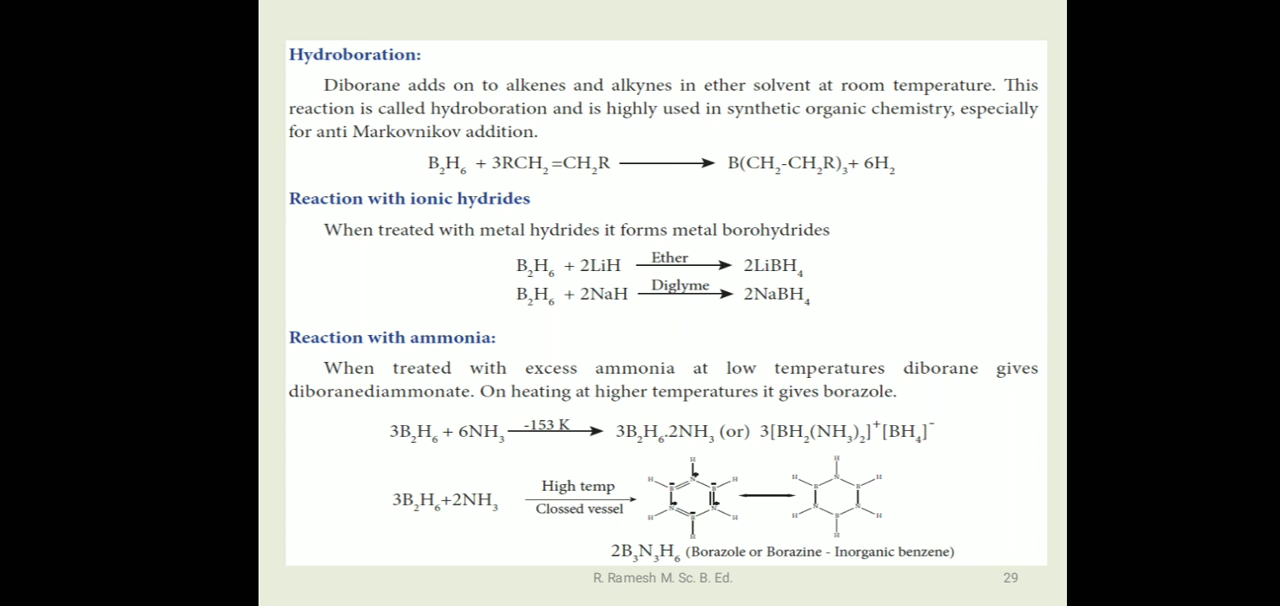 Hydroboration:
Diborane adds on to alkenes and alkynes in ether solvent at room temperature. This
reaction is called hydroboration and is highly used in synthetic organic chemistry, especially
for anti Markovnikov addition.
B₂H₆ + 3RCH₂=CH₂R ⟶ B(CH₂-CH₂R)₃+ 6H₂
Reaction with ionic hydrides
When treated with metal hydrides it forms metal borohydrides
Ether
B₂H₆ + 2LiH ⟶ 2LiBH₄
Diglyme
B₂H₆ + 2NaH ⟶ 2NaBH₄
Reaction with ammonia:
When treated with excess ammonia at low temperatures diborane gives
diboranediammonate. On heating at higher temperatures it gives borazole.
-153 K
3B₂H₆ + 6NH₃ ⟶ 3B₂H₆.2NH₃ (or) 3[BH₂(NH₃)₂]⁺[BH₄]⁻
High temp
3B₂H₆+2NH₃ ⟶
Clossed vessel
2B₃N₃H₆ (Borazole or Borazine - Inorganic benzene)
R. Ramesh M. Sc. B. Ed. 29